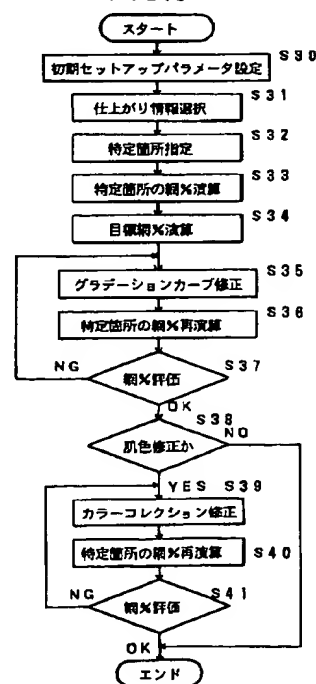 スタート
S30
初期セットアップパラメータ設定
S31
仕上がり情報選択
S32
特定箇所指定
S33
特定箇所の網%演算
S34
目標網%演算
S35
グラデーションカーブ修正
S36
特定箇所の網%再演算
S37
NG
網%評価
OK
S38
NO
肌色修正か
YES S39
カラーコレクション修正
特定箇所の網%再演算
S40
NG
S41
網%評価
OK
エンド